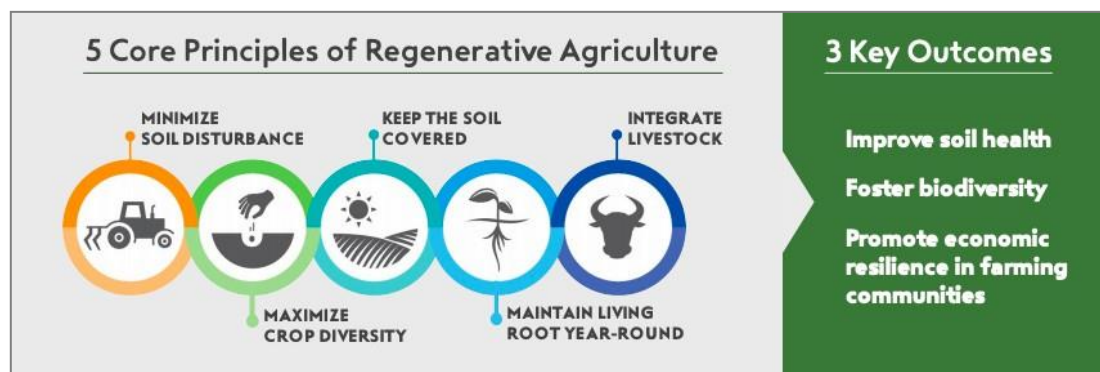 5 Core Principles of Regenerative Agriculture
MINIMIZE
SOIL DISTURBANCE
KEEP THE SOIL
COVERED
INTEGRATE
LIVESTOCK
MAXIMIZE
CROP DIVERSITY
MAINTAIN LIVING
ROOT YEAR-ROUND
3 Key Outcomes
Improve soil health
Foster biodiversity
Promote economic
resilience in farming
communities